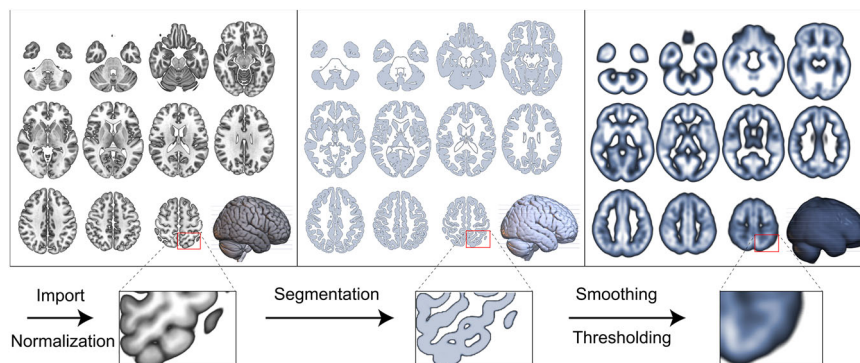 Import
Normalization
Segmentation
Smoothing
Thresholding